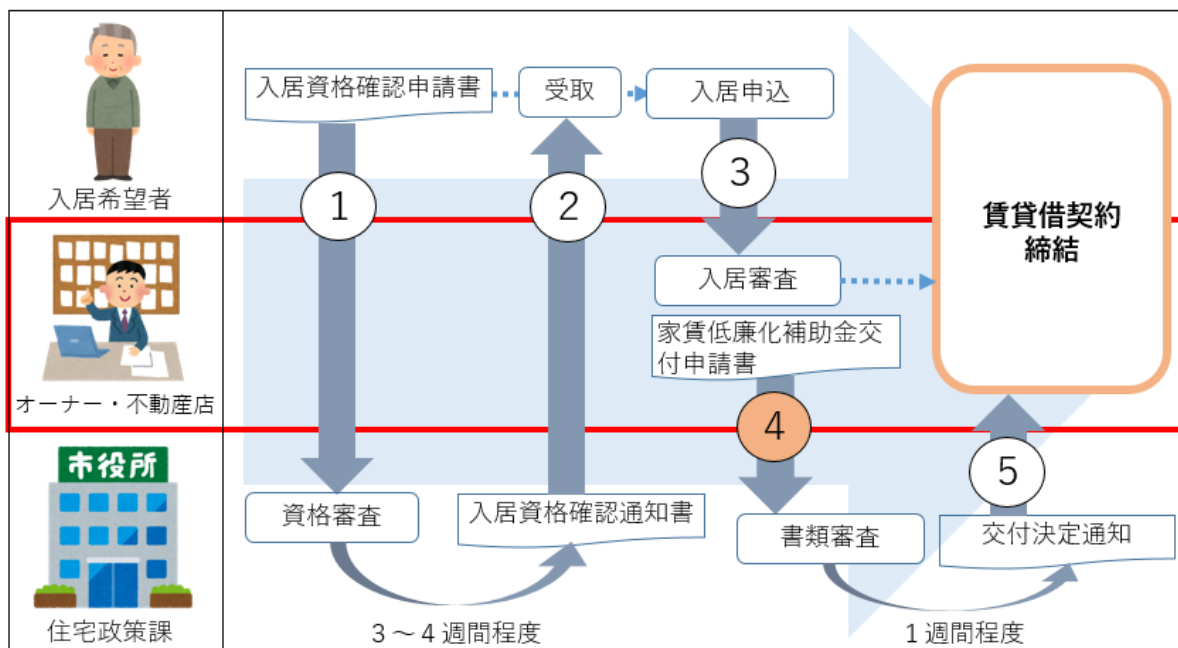 入居希望者
入居資格確認申請書
受取
入居申込
1
2
3
オーナー・不動産店
入居審査
家賃低廉化補助金交
付申請書
賃貸借契約
締結
4
5
市役所
住宅政策課
資格審査
入居資格確認通知書
書類審査
交付決定通知
3～4週間程度
1週間程度